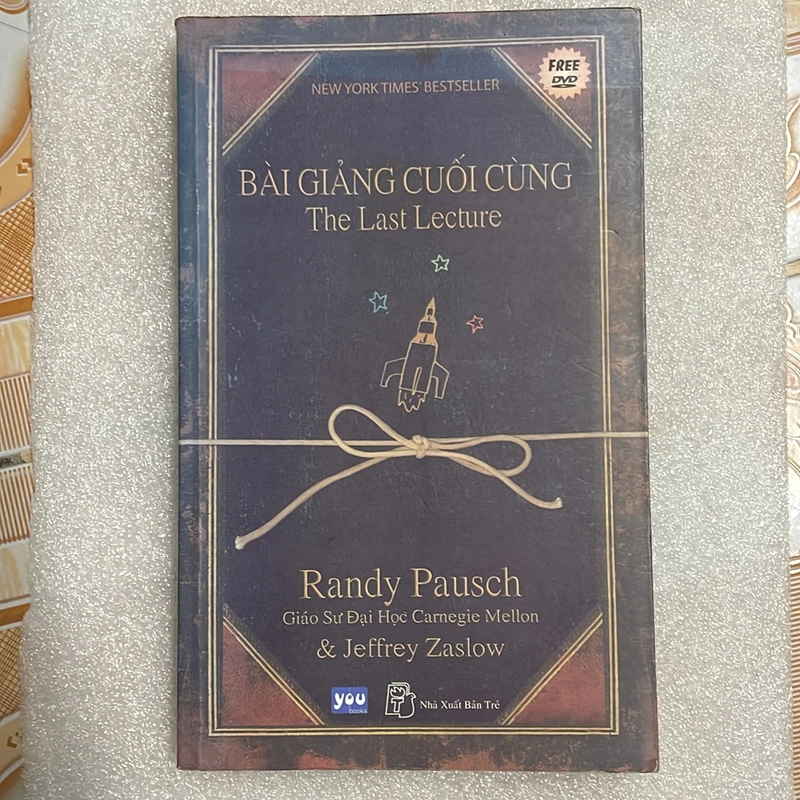 FREE
DVD
NEW YORK TIMES' BESTSELLER
BÀI GIẢNG CUỐI CÙNG
The Last Lecture
Randy Pausch
Giáo Sư Đại Học Carnegie Mellon
& Jeffrey Zaslow
you
books
Nhà Xuất Bản Trẻ